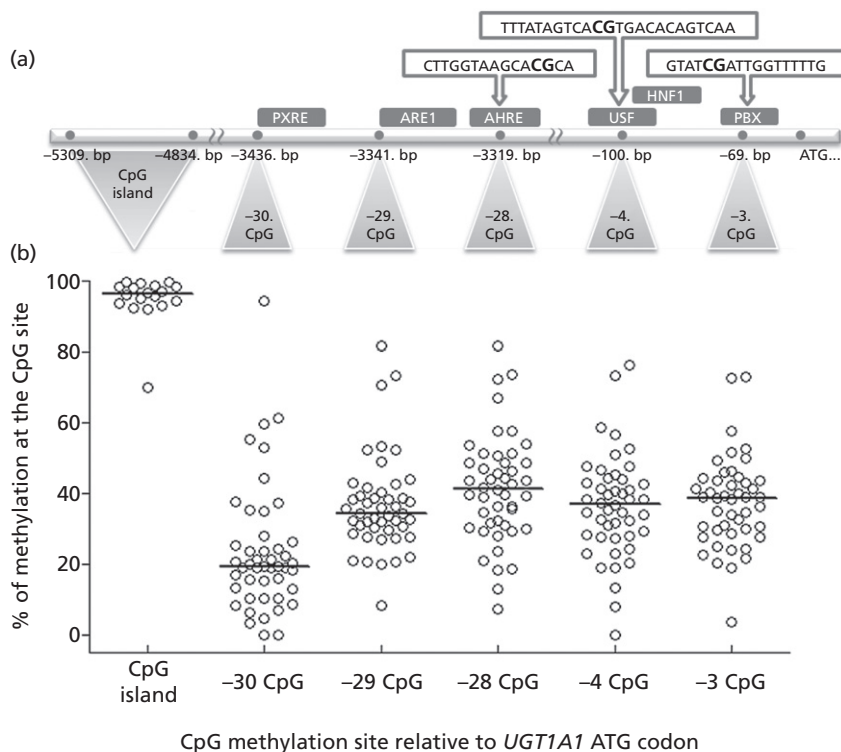 (a)
TTTATAGTCACGTGACACAGTCAA
CTTGGTAAGCACGCA
GTATCGATTGGTTTTTG
HNF1
PXRE
ARE1
AHRE
USF
PBX
–5309. bp
–4834. bp
–3436. bp
–3341. bp
–3319. bp
–100. bp
–69. bp
ATG...
CpG
island
–30.
CpG
–29.
CpG
–28.
CpG
–4.
CpG
–3.
CpG
(b)
% of methylation at the CpG site
100
80
60
40
20
0
CpG
island
–30 CpG
–29 CpG
–28 CpG
–4 CpG
–3 CpG
CpG methylation site relative to UGT1A1 ATG codon